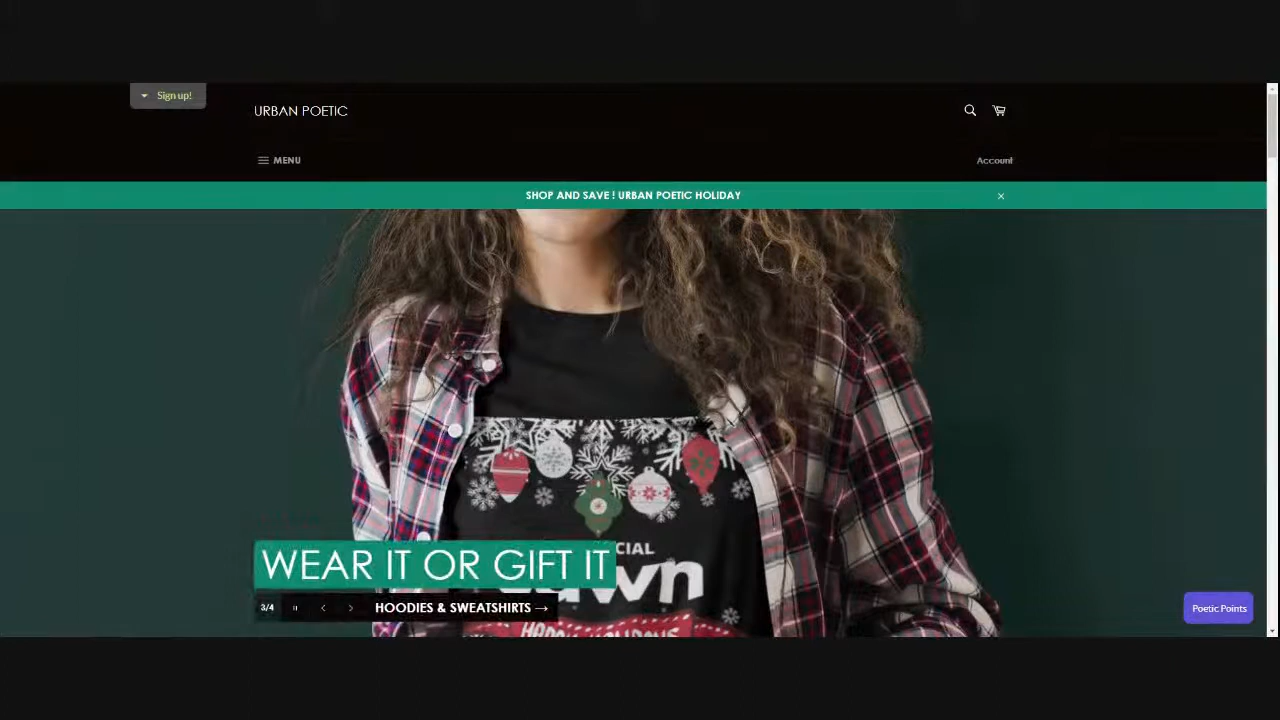 Sign up!
URBAN POETIC
MENU
Account
SHOP AND SAVE ! URBAN POETIC HOLIDAY
WEAR IT OR GIFT IT
3/4
HOODIES & SWEATSHIRTS →
Poetic Points